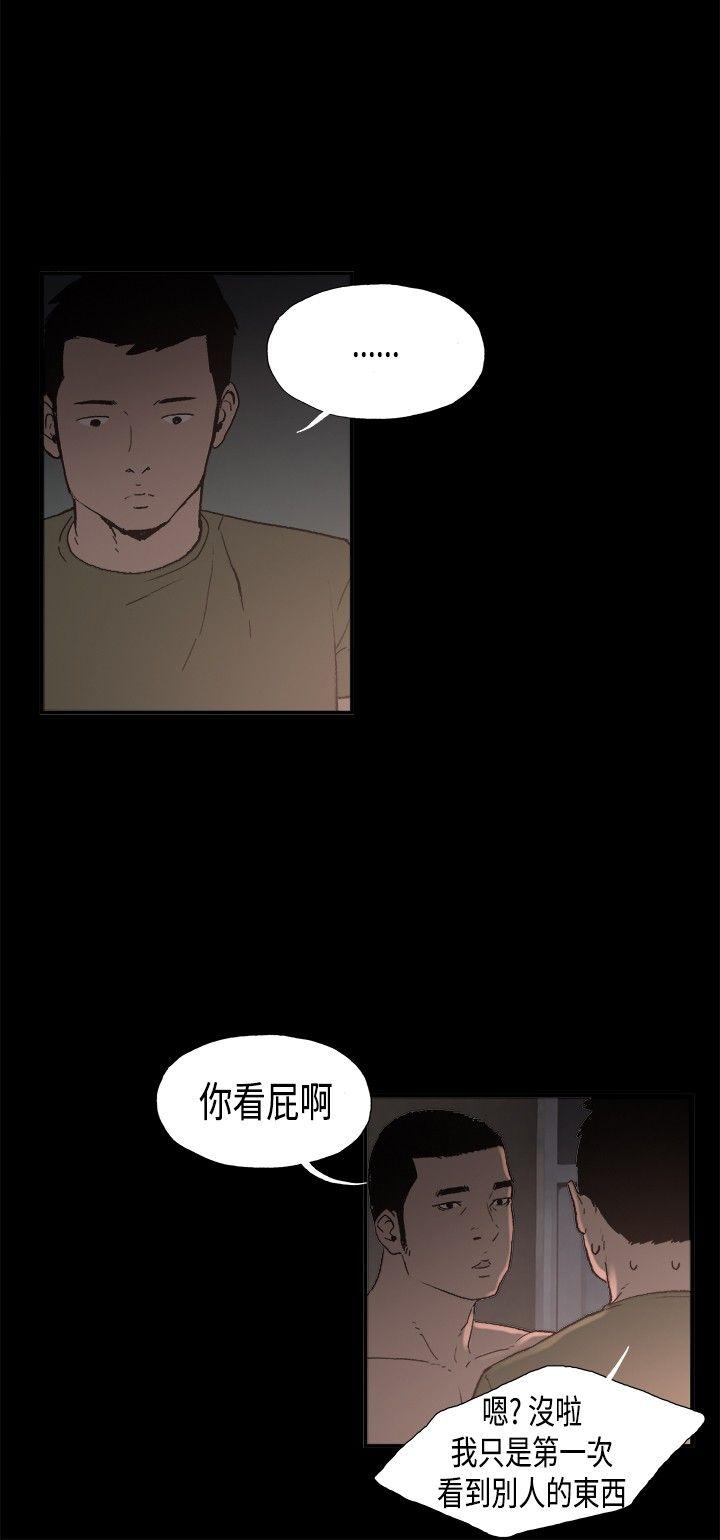 ......
你看屁啊
嗯?沒啦
我只是第一次
看到別人的東西